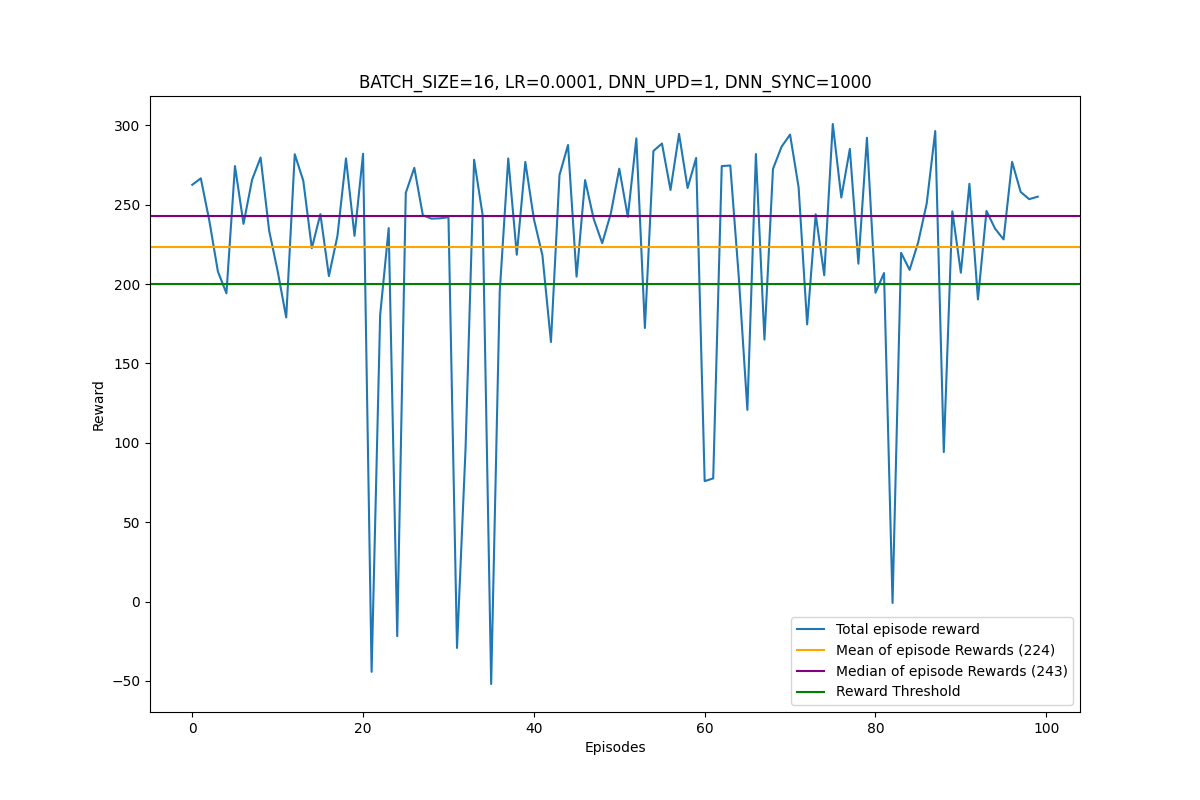 BATCH_SIZE=16, LR=0.0001, DNN_UPD=1, DNN_SYNC=1000
300
250
200
150
100
50
0
−50
Reward
0 20 40 60 80 100
Episodes
Total episode reward
Mean of episode Rewards (224)
Median of episode Rewards (243)
Reward Threshold